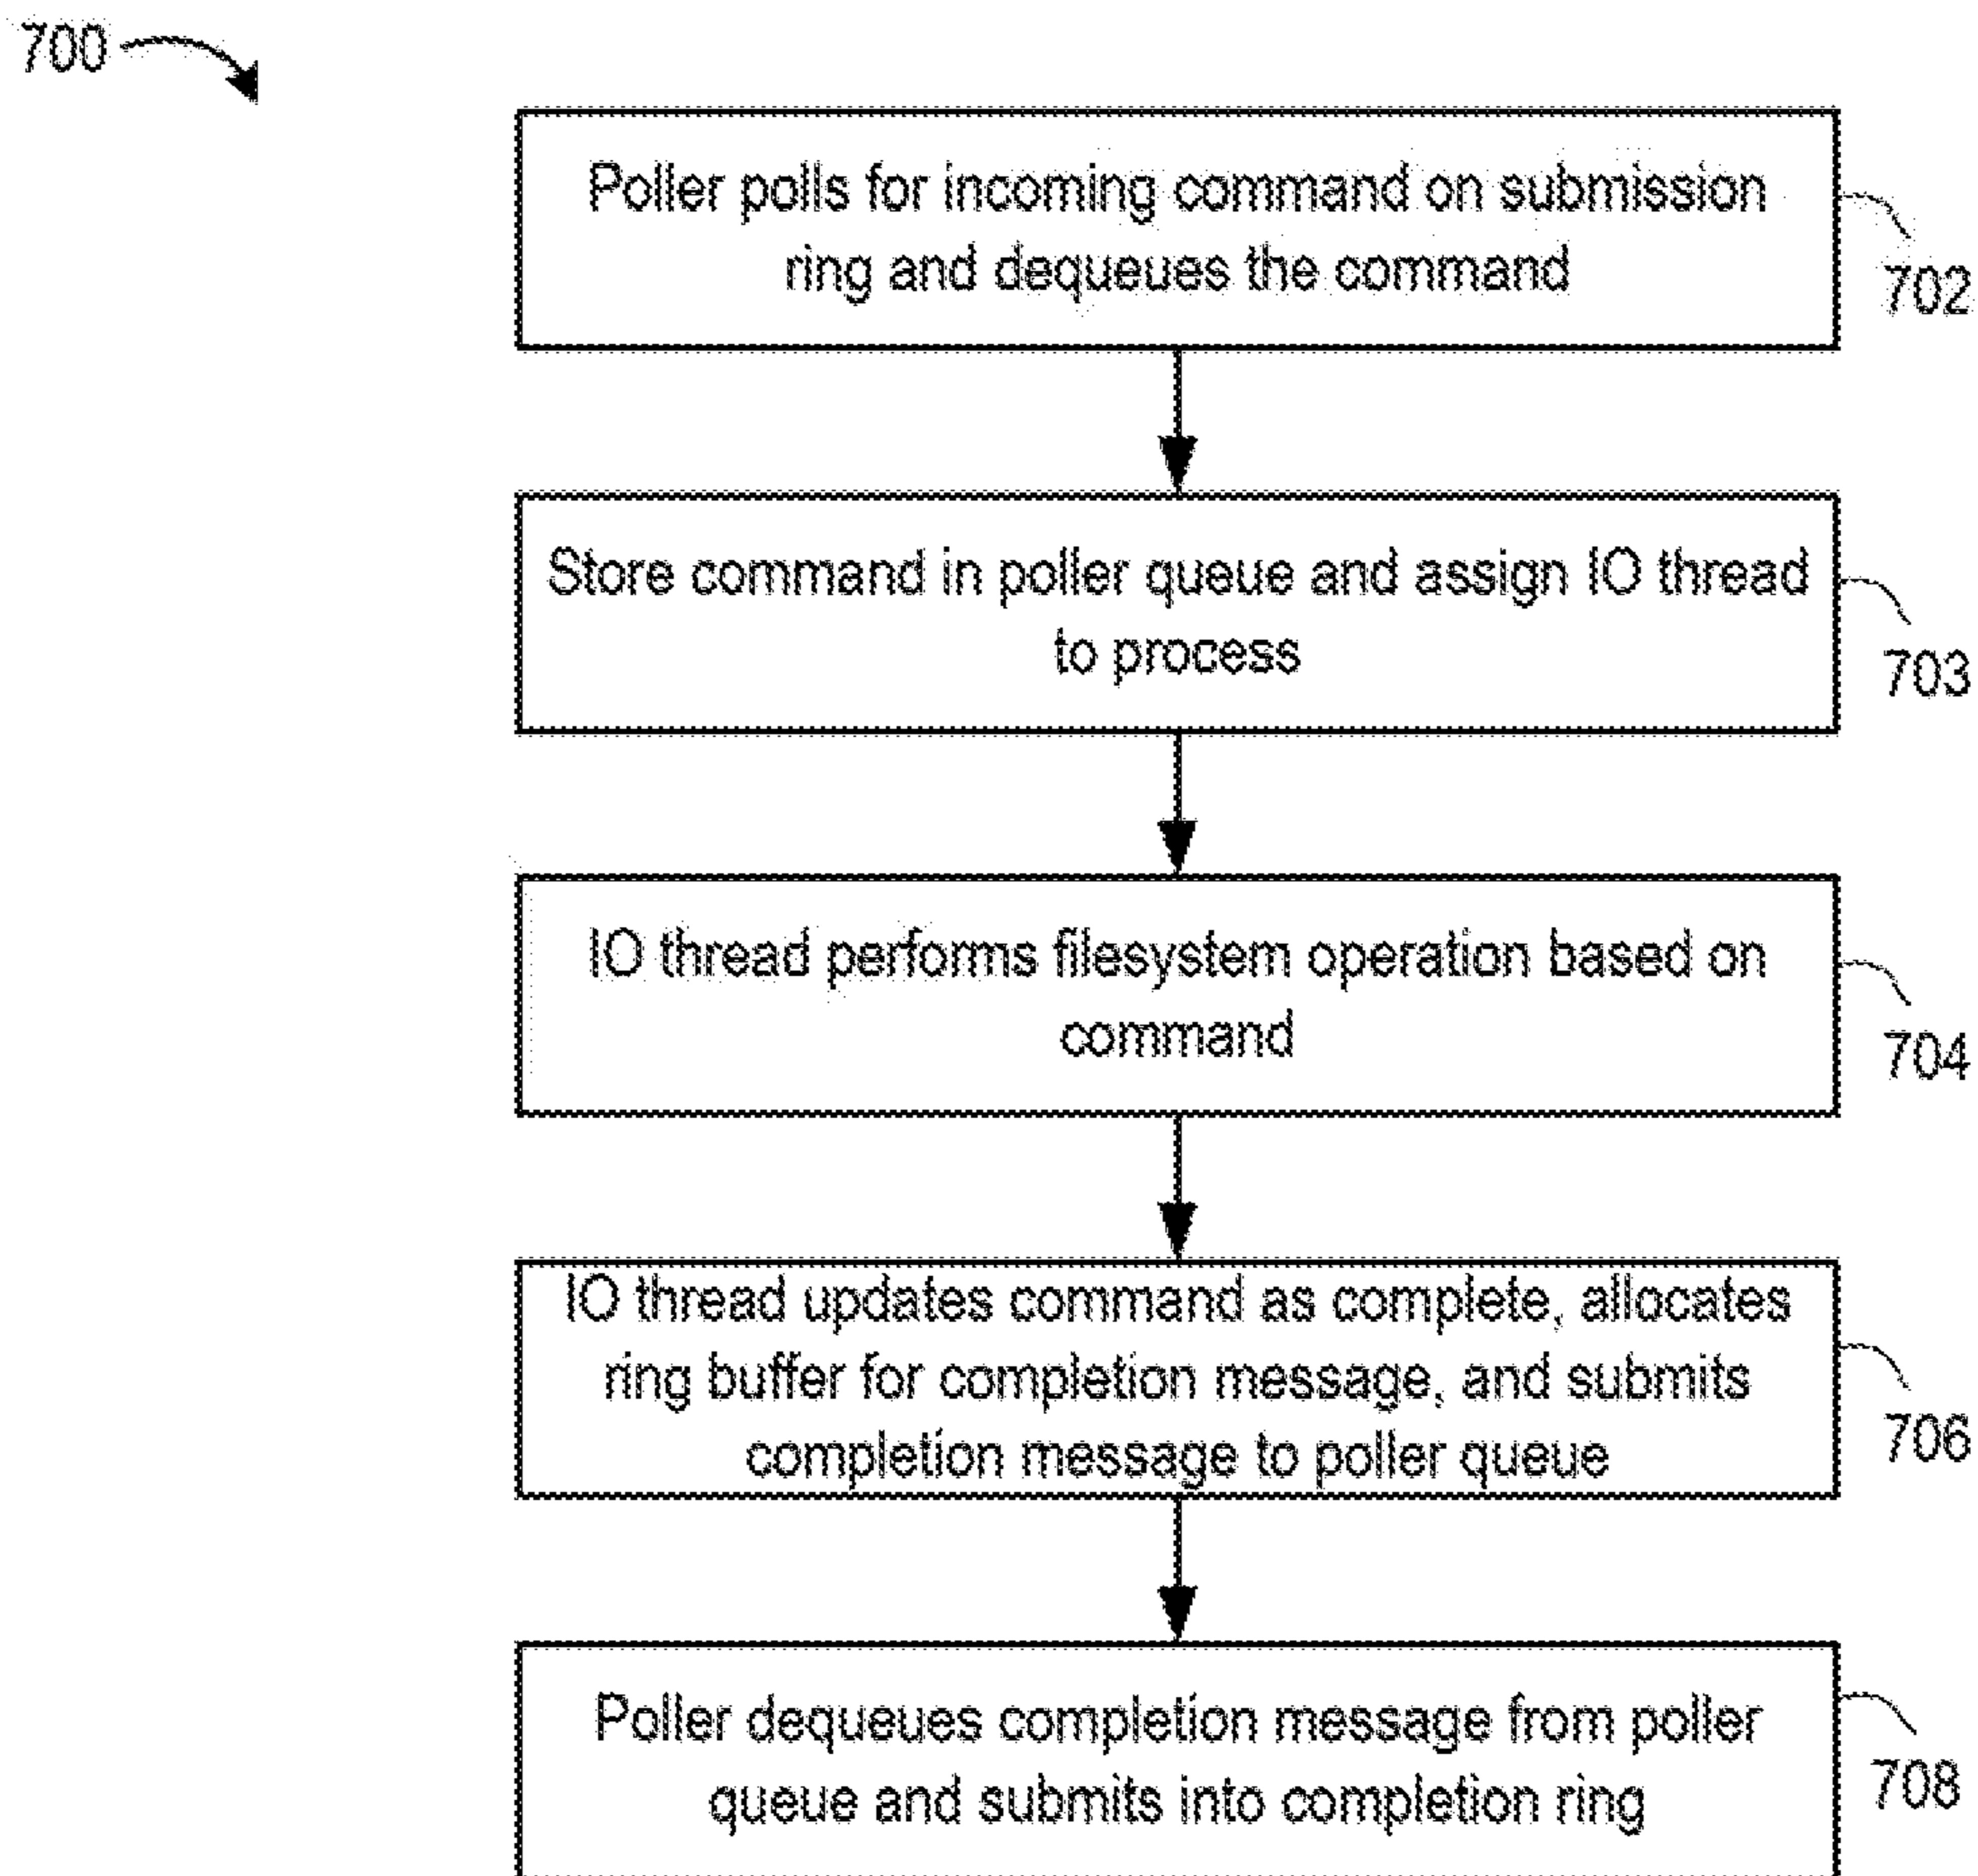 700
Poller polls for incoming command on submission
ring and dequeues the command
702
Store command in poller queue and assign IO thread
to process
703
IO thread performs filesystem operation based on
command
704
IO thread updates command as complete, allocates
ring buffer for completion message, and submits
completion message to poller queue
706
Poller dequeues completion message from poller
queue and submits into completion ring
708